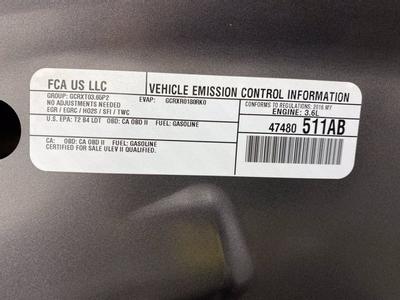 FCA US LLC VEHICLE EMISSION CONTROL INFORMATION
GROUP: GCRXT03.65P2 EVAP: GCRXR0180RK0
NO ADJUSTMENTS NEEDED
EGR / EGRC / HO2S / SFI / TWC
CONFORMS TO REGULATIONS: 2016 MY
ENGINE: 3.6L
U.S. EPA: T2 B4 LDT OBD: CA OBD II FUEL: GASOLINE
47480 511AB
CA: OBD: CA OBD II FUEL: GASOLINE
CERTIFIED FOR SALE ULEV II QUALIFIED